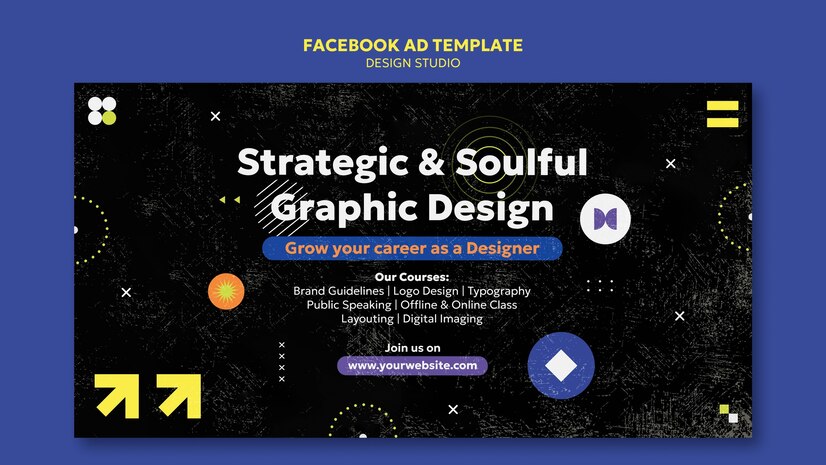 FACEBOOK AD TEMPLATE
DESIGN STUDIO
Strategic & Soulful
Graphic Design
Grow your career as a Designer
Our Courses:
Brand Guidelines | Logo Design | Typography
Public Speaking | Offline & Online Class
Layouting | Digital Imaging
Join us on
www.yourwebsite.com